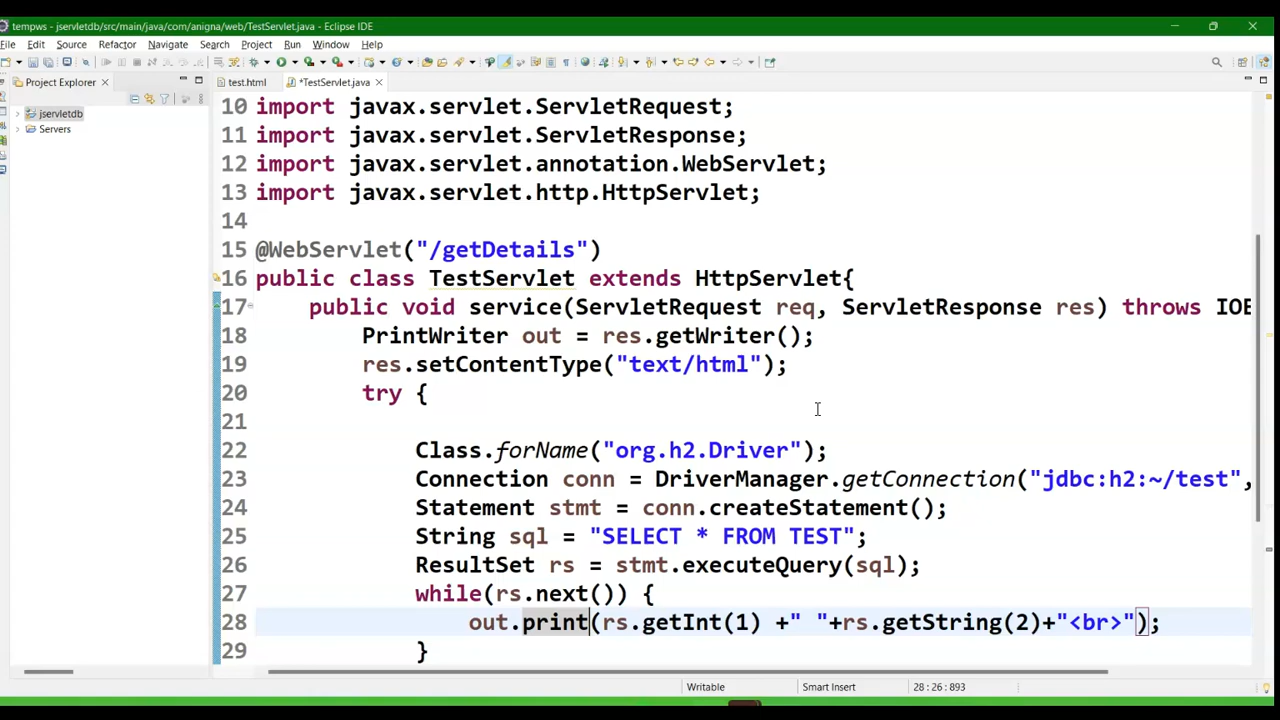 tempws - jservletdb/src/main/java/com/anigna/web/TestServlet.java - Eclipse IDE
File Edit Source Refactor Navigate Search Project Run Window Help
Project Explorer
test.html
*TestServlet.java
jservletdb
Servers
10 import javax.servlet.ServletRequest;
11 import javax.servlet.ServletResponse;
12 import javax.servlet.annotation.WebServlet;
13 import javax.servlet.http.HttpServlet;
14
15 @WebServlet("/getDetails")
16 public class TestServlet extends HttpServlet{
17 public void service(ServletRequest req, ServletResponse res) throws IOE
18 PrintWriter out = res.getWriter();
19 res.setContentType("text/html");
20 try {
21
22 Class.forName("org.h2.Driver");
23 Connection conn = DriverManager.getConnection("jdbc:h2:~/test",
24 Statement stmt = conn.createStatement();
25 String sql = "SELECT * FROM TEST";
26 ResultSet rs = stmt.executeQuery(sql);
27 while(rs.next()) {
28 out.print(rs.getInt(1) +" "+rs.getString(2)+"<br>");
29 }
Writable
Smart Insert
28 : 26 : 893